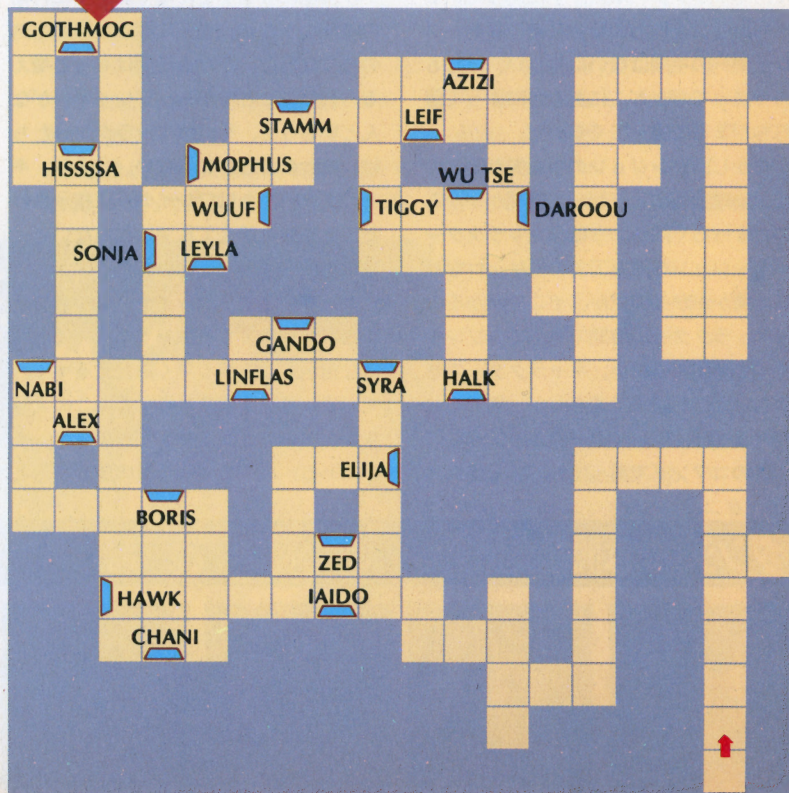 GOTHMOG
AZIZI
STAMM
LEIF
HISSSSA
MOPHUS
WU TSE
WUUF
TIGGY
DAROOU
SONJA
LEYLA
GANDO
NABI
LINFLAS
SYRA
HALK
ALEX
ELIJA
BORIS
ZED
HAWK
IAIDO
CHANI